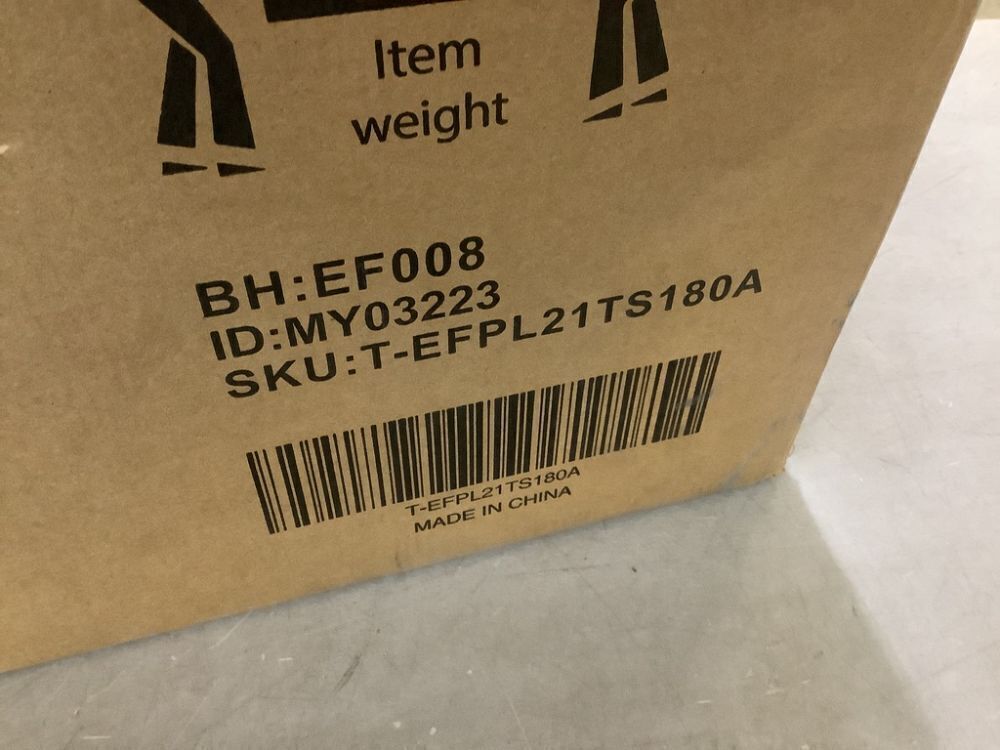 Item
weight
BH:EF008
ID:MY03223
SKU:T-EFPL21TS180A
T-EFPL21TS180A
MADE IN CHINA